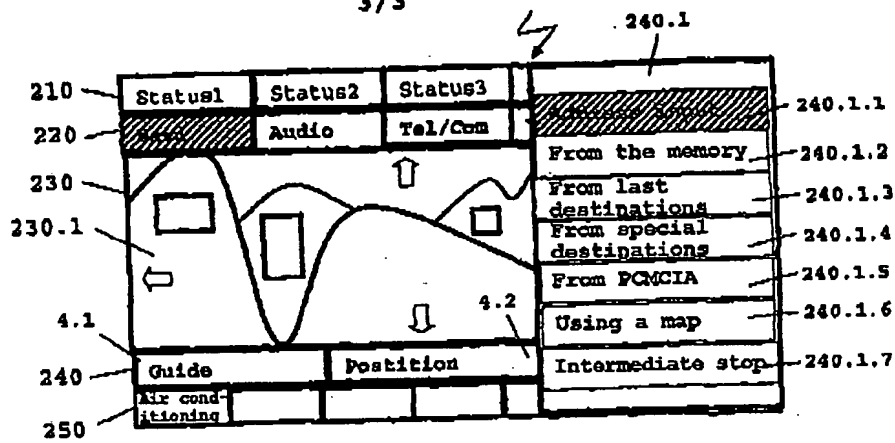 3/3
240.1
210
Status1 Status2 Status3
220
Audio Tel/Com
240.1.1
From the memory
240.1.2
230
From last
destinations
240.1.3
From special
destinations
240.1.4
230.1
From PCMCIA
240.1.5
4.1
4.2
Using a map
240.1.6
240
Guide Postition
Intermediate stop
240.1.7
Air cond-
itioning
250